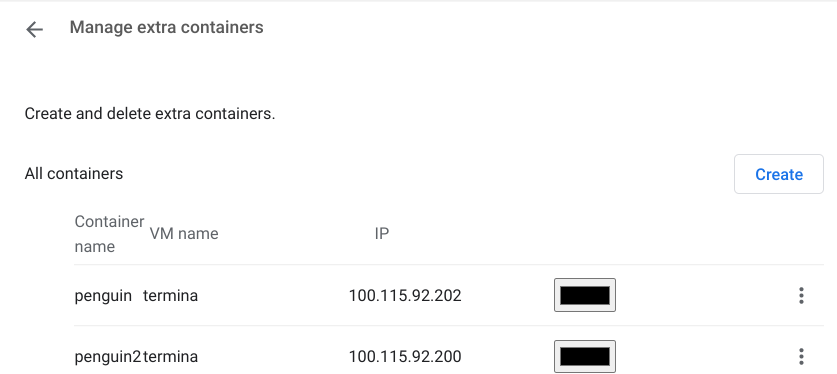 Manage extra containers
Create and delete extra containers.
All containers
Create
Container name VM name IP
penguin termina 100.115.92.202
penguin2 termina 100.115.92.200